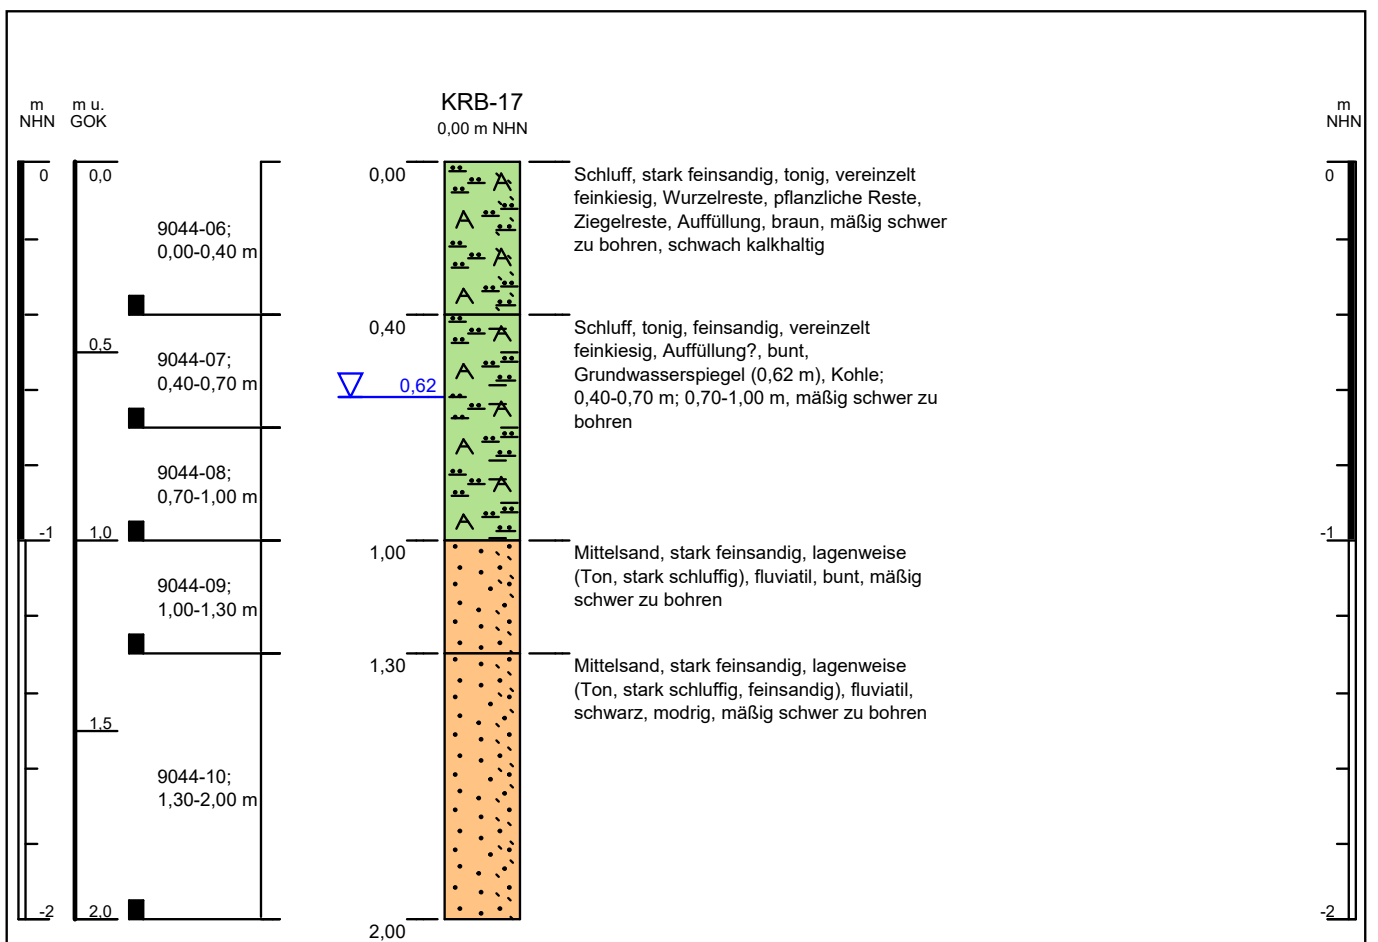 m
NHN
m u.
GOK
KRB-17
0,00 m NHN
m
NHN
0
0,0
0,00
Schluff, stark feinsandig, tonig, vereinzelt
feinkiesig, Wurzelreste, pflanzliche Reste,
Ziegelreste, Auffüllung, braun, mäßig schwer
zu bohren, schwach kalkhaltig
0
9044-06;
0,00-0,40 m
0,40
Schluff, tonig, feinsandig, vereinzelt
feinkiesig, Auffüllung?, bunt,
Grundwasserspiegel (0,62 m), Kohle;
0,40-0,70 m; 0,70-1,00 m, mäßig schwer zu
bohren
0,5
9044-07;
0,40-0,70 m
0,62
9044-08;
0,70-1,00 m
-1
1,0
-1
1,00
Mittelsand, stark feinsandig, lagenweise
(Ton, stark schluffig), fluviatil, bunt, mäßig
schwer zu bohren
9044-09;
1,00-1,30 m
1,30
Mittelsand, stark feinsandig, lagenweise
(Ton, stark schluffig, feinsandig), fluviatil,
schwarz, modrig, mäßig schwer zu bohren
1,5
9044-10;
1,30-2,00 m
-2
2,0
-2
2,00